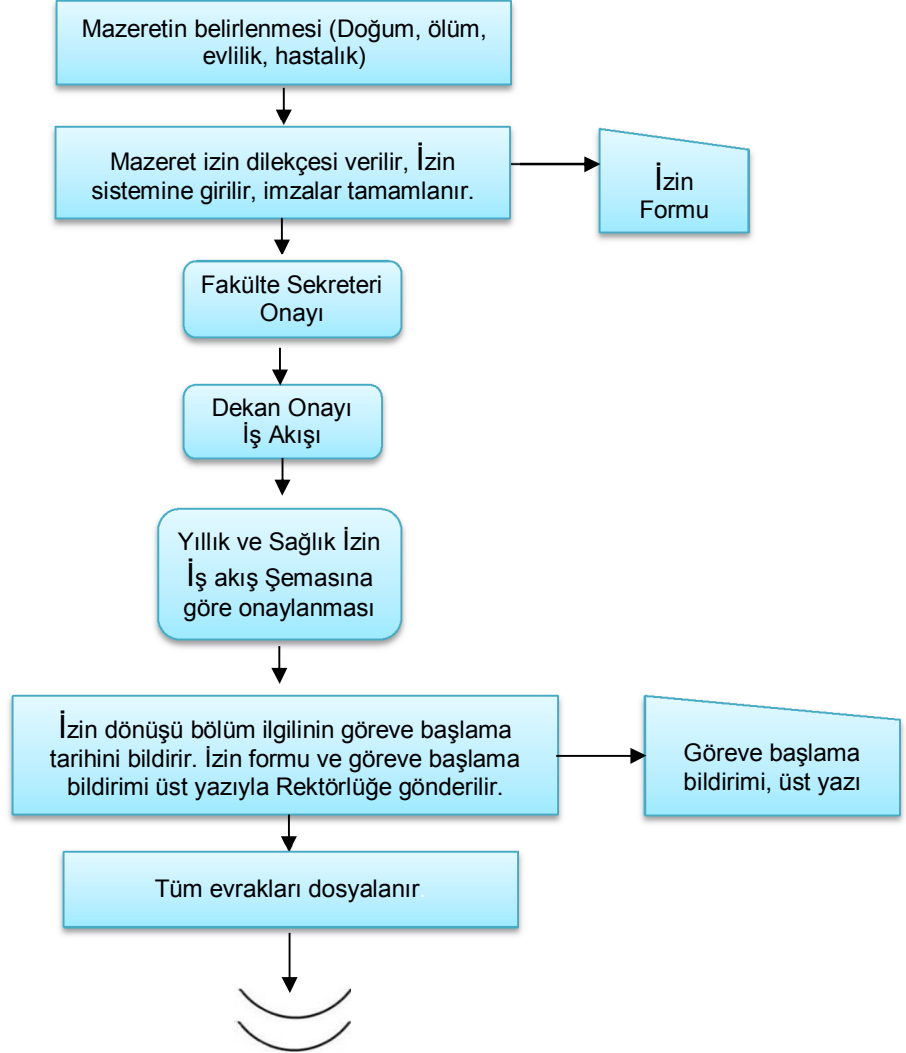 Mazeretin belirlenmesi (Doğum, ölüm,
evlilik, hastalık)
Mazeret izin dilekçesi verilir, İzin
sistemine girilir, imzalar tamamlanır.
İzin
Formu
Fakülte Sekreteri
Onayı
Dekan Onayı
İş Akışı
Yıllık ve Sağlık İzin
İş akış Şemasına
göre onaylanması
İzin dönüşü bölüm ilgilinin göreve başlama
tarihini bildirir. İzin formu ve göreve başlama
bildirimi üst yazıyla Rektörlüğe gönderilir.
Göreve başlama
bildirimi, üst yazı
Tüm evrakları dosyalanır.